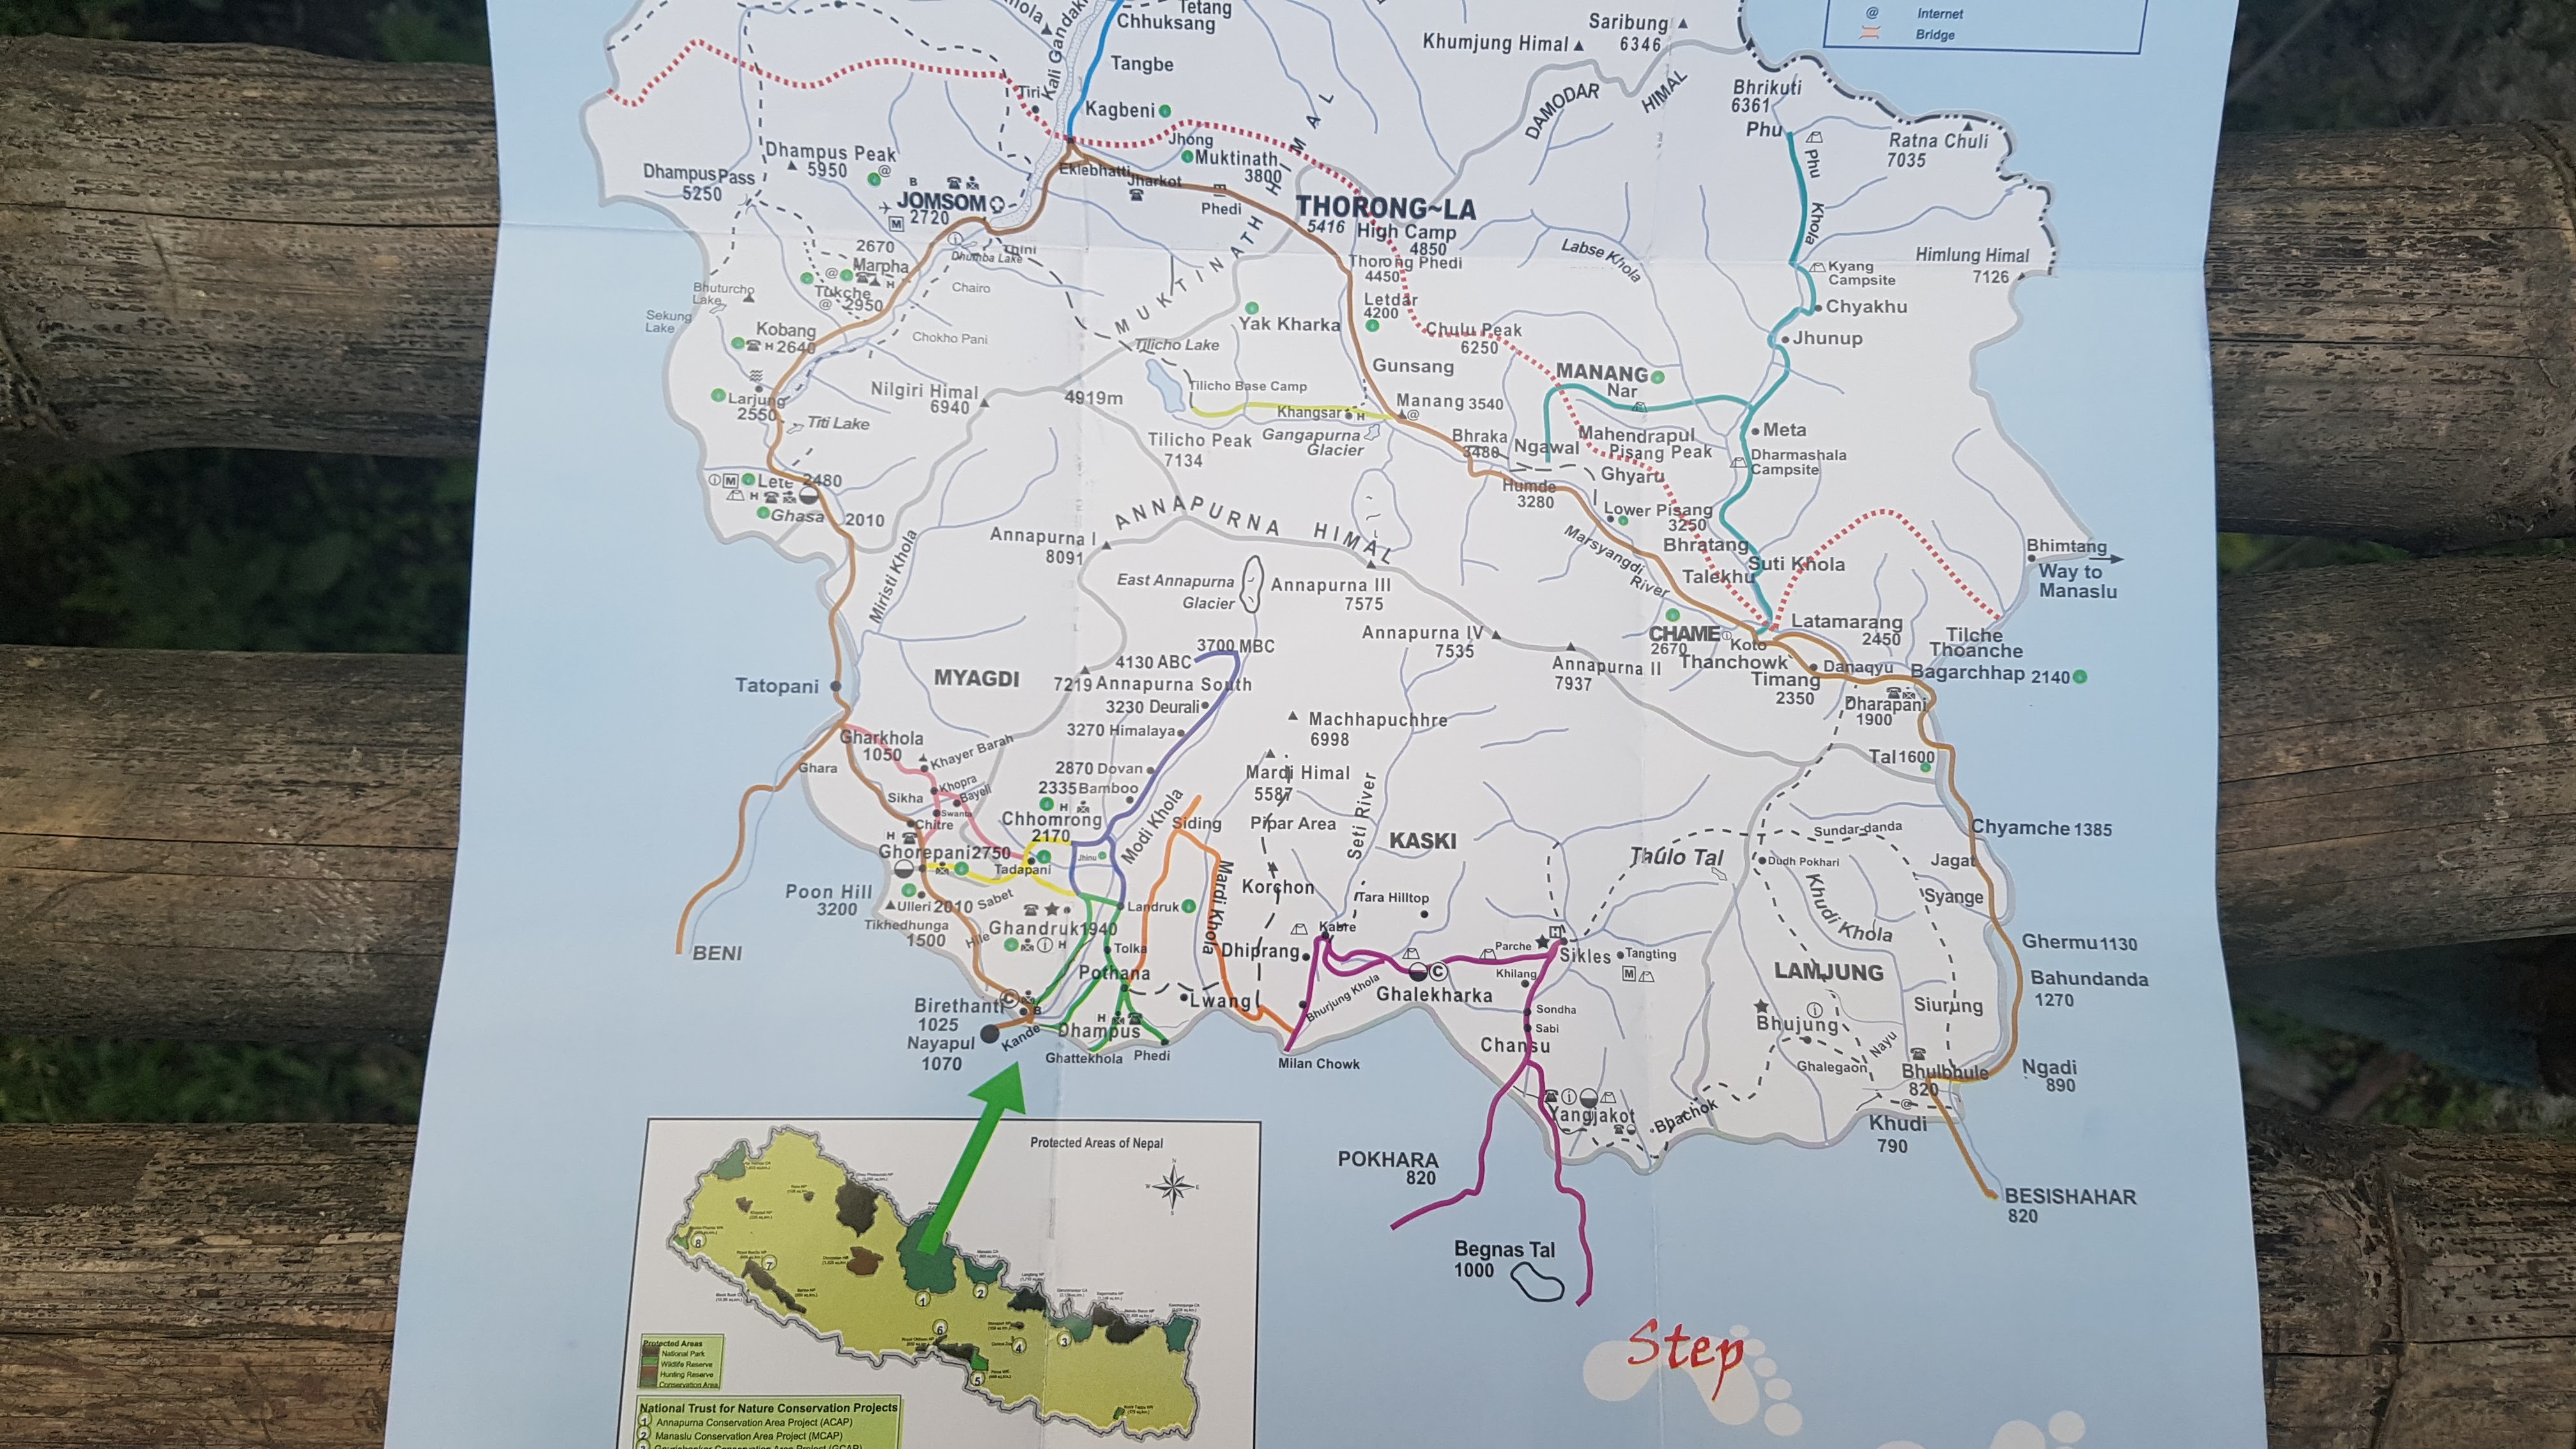 Tetang
Chhuksang
Kali Gandaki
Tangbe
Tiri
Kagbeni
Saribung
6346
Khumjung Himal
@ Internet
Bridge
DAMODAR
HIMAL
Bhrikuti
6361
Phu
Ratna Chuli
7035
Phu
Khola
Himlung Himal
7126
Dhampus Peak
5950
@
Dhampus Pass
5250
B
JOMSOM
2720
M
Jhong
Muktinath
3800
Eklebhatti
Jharkot
Phedi
THORONG~LA
5416
High Camp
4850
Thorong Phedi
4450
Letdar
4200
MUKTINATH HIMAL
Labse Khola
Kyang
Campsite
Chyakhu
Jhunup
2670
Marpha
@
H
Tukche
@ 2950
Thini
Dhumba Lake
Chairo
Bhuturcho
Lake
Sekung
Lake
Kobang
H 2640
Chokho Pani
Yak Kharka
Chulu Peak
6250
Tilicho Lake
Gunsang
MANANG
Nar
Larjung
2550
Titi Lake
Nilgiri Himal
6940
4919m
Tilicho Base Camp
Khangsar
H
Manang 3540
@
Tilicho Peak
7134
Gangapurna
Glacier
Bhraka
3480
Ngawal
Mahendrapul
Pisang Peak
Ghyaru
Meta
Dharmashala
Campsite
Lete 2480
M
H
Ghasa
2010
Humde
3280
Lower Pisang
3250
Marsyangdi
River
Bhratang
Suti Khola
Talekhu
Bhimtang
Way to
Manaslu
Miristi Khola
ANNAPURNA HIMAL
Annapurna I
8091
East Annapurna
Glacier
Annapurna III
7575
Annapurna IV
7535
Annapurna II
7937
CHAME
2670
Koto
Latamarang
2450
Tilche
Thoanche
Thanchowk
Danaqyu
Bagarchhap 2140
Timang
2350
Dharapani
1900
Tal 1600
Tatopani
MYAGDI
3700 MBC
4130 ABC
7219 Annapurna South
3230 Deurali
3270 Himalaya
2870 Dovan
2335 Bamboo
H
Machhapuchhre
6998
Mardi Himal
5587
Seti River
Gharkhola
1050
Khayer Barah
Ghara
Khopra
Bayeli
Sikha
Swanta
Chitre
H
Chhomrong
2170
Modi Khola
Siding
Pipar Area
KASKI
Ghorepani 2750
Jhinu
Tadapani
Poon Hill
3200
Ulleri 2010
Sabet
Tikhedhunga
1500
Hile
Landruk
Ghandruk 1940
H
Tolka
Mardi Khola
Korchon
Tara Hilltop
Kabre
Dhiprang
Parche
H
Sikles
Tangting
M
Thulo Tal
Sundar danda
Dudh Pokhari
Chyamche 1385
Jagat
Syange
Khudi Khola
Ghermu 1130
BENI
Pothana
Lwang
Bhurjung Khola
C
Ghalekharka
Khilang
LAMJUNG
Bahundanda
1270
Birethanti
1025
C
B
Nayapul
1070
Kande
H
Dhampus
Ghattekhola
Phedi
Milan Chowk
Sondha
Sabi
Chansu
Bhujung
Nayu
Ghalegaon
Siurung
Bhulbhule
820
Ngadi
890
Yangjakot
Bhachok
@
Khudi
790
POKHARA
820
Begnas Tal
1000
BESISHAHAR
820
Protected Areas of Nepal
N
W
E
S
8
7
1
2
6
4
3
5
Protected Areas
National Park
Wildlife Reserve
Hunting Reserve
Conservation Area
National Trust for Nature Conservation Projects
1 Annapurna Conservation Area Project (ACAP)
2 Manaslu Conservation Area Project (MCAP)
3 Gaurishankar Conservation Area Project (GCAP)
Step